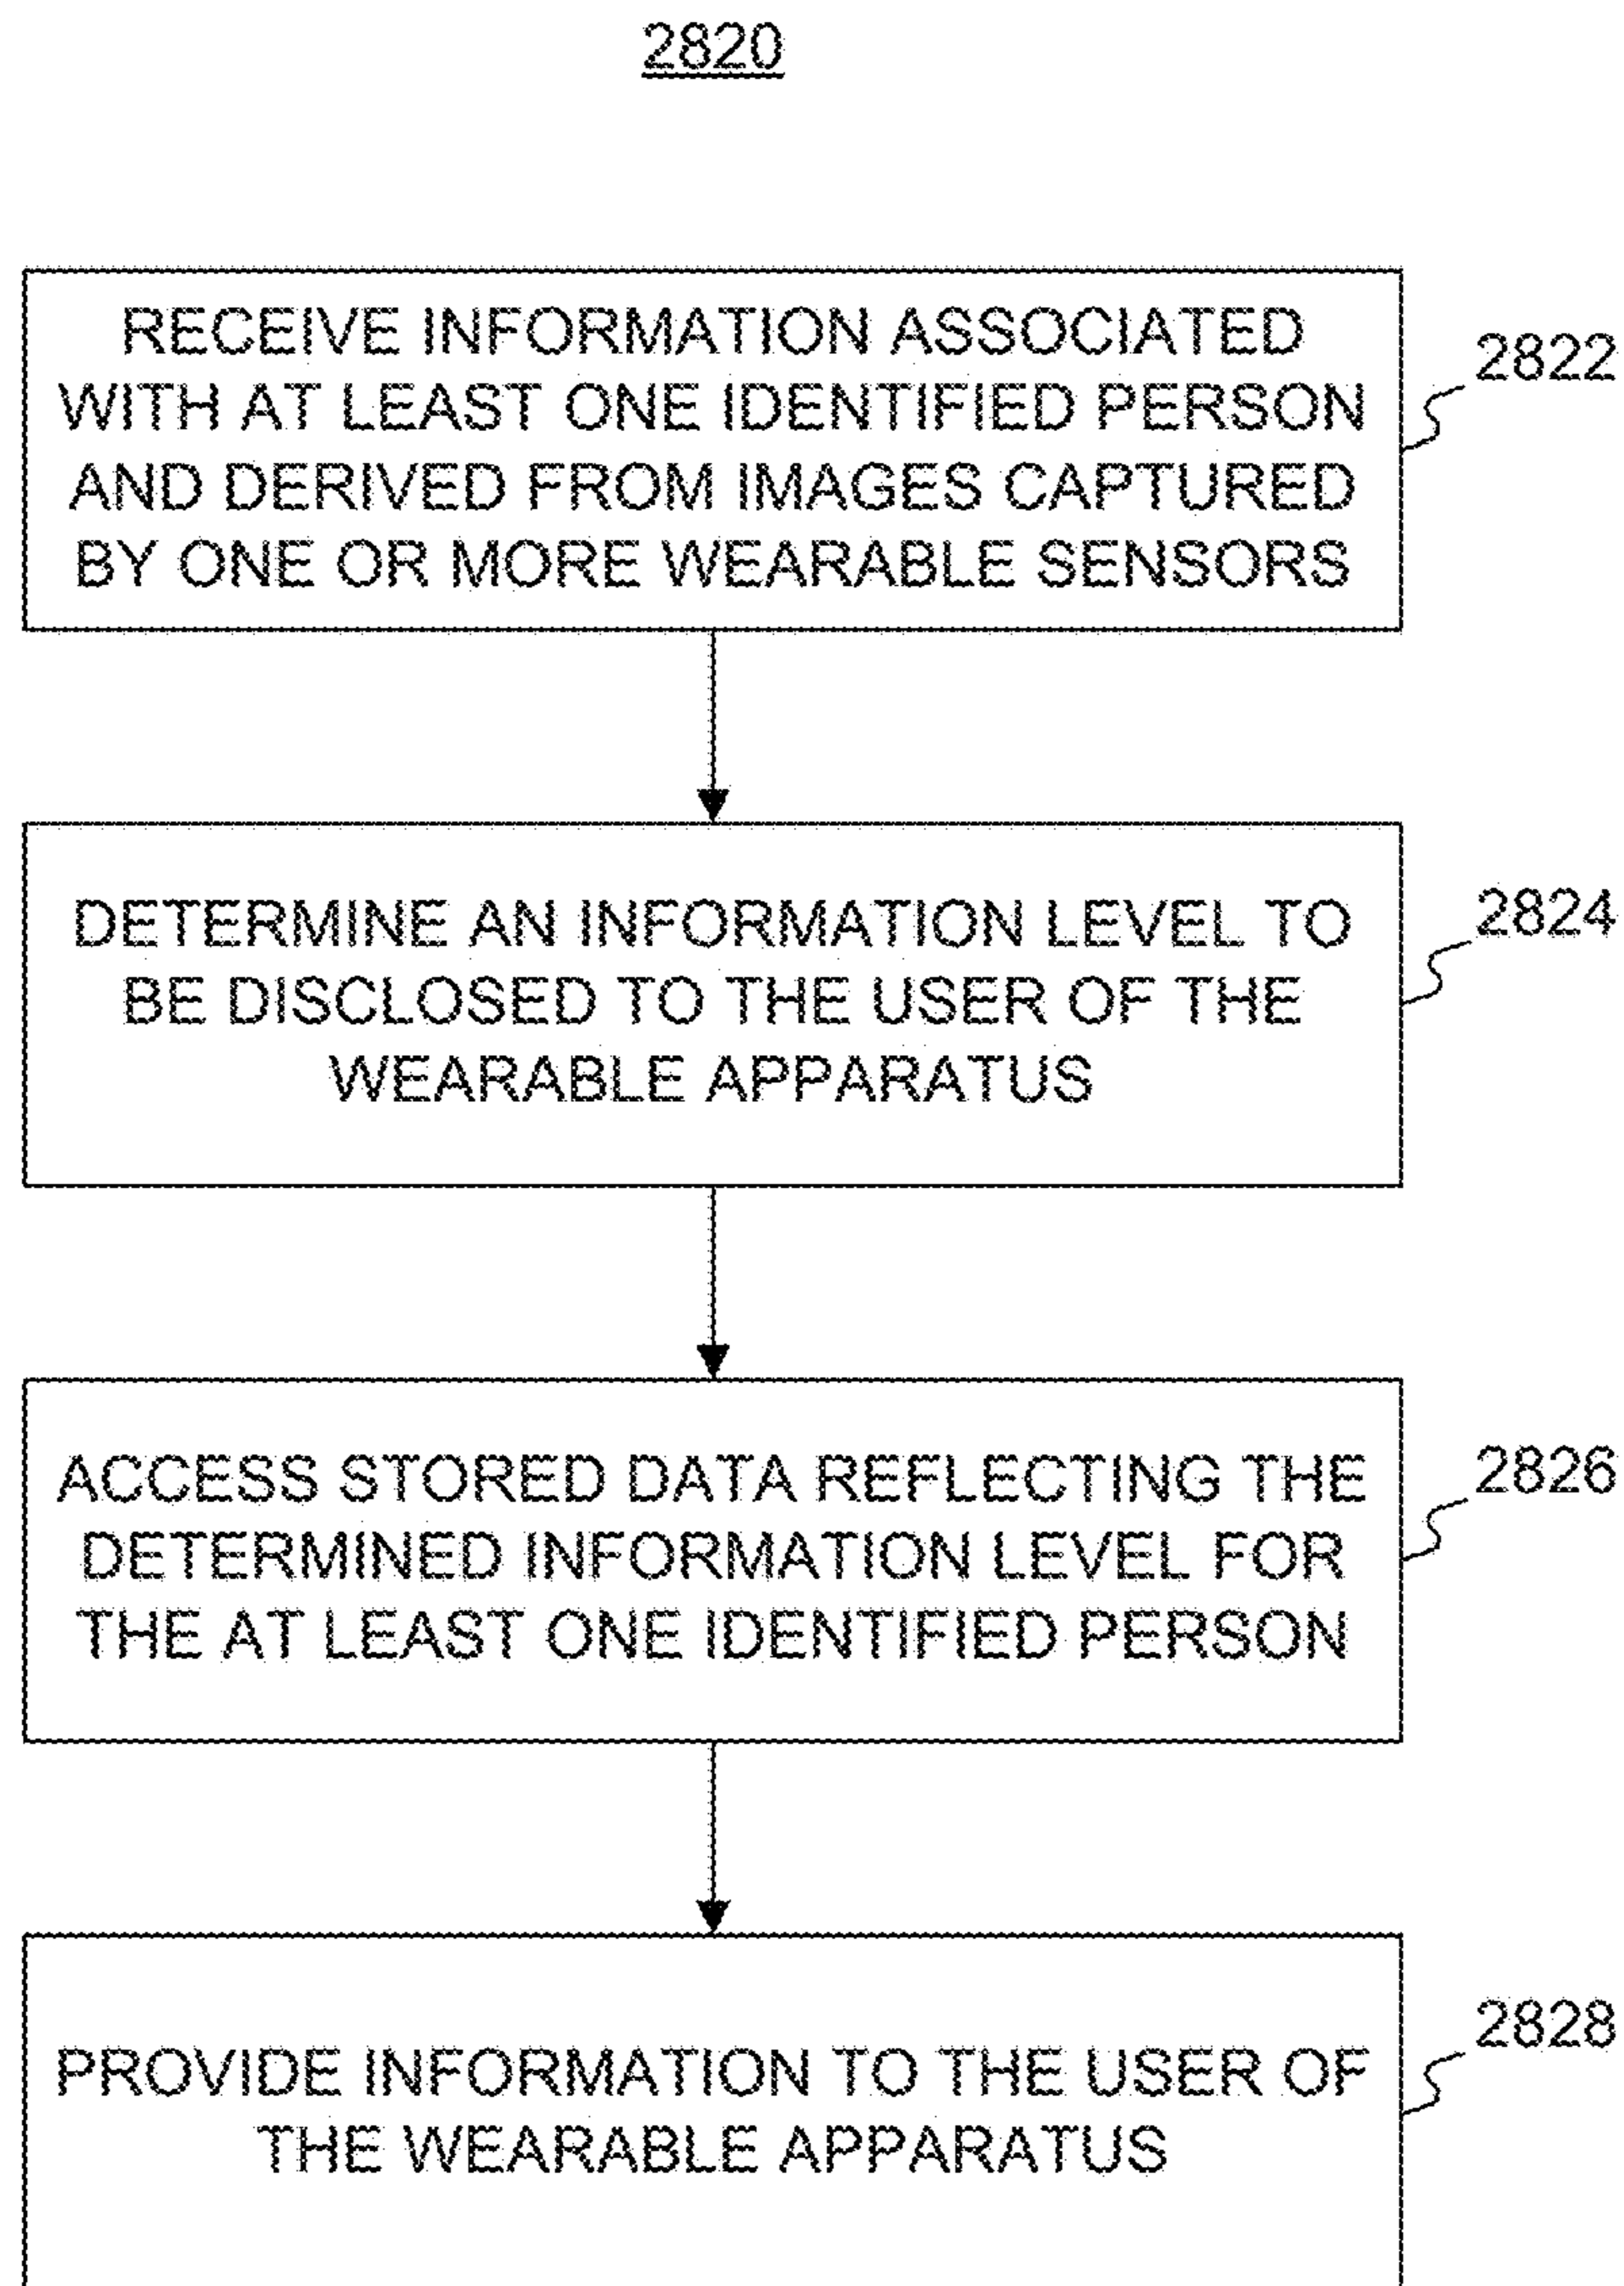 2820
RECEIVE INFORMATION ASSOCIATED
WITH AT LEAST ONE IDENTIFIED PERSON
AND DERIVED FROM IMAGES CAPTURED
BY ONE OR MORE WEARABLE SENSORS
2822
DETERMINE AN INFORMATION LEVEL TO
BE DISCLOSED TO THE USER OF THE
WEARABLE APPARATUS
2824
ACCESS STORED DATA REFLECTING THE
DETERMINED INFORMATION LEVEL FOR
THE AT LEAST ONE IDENTIFIED PERSON
2826
PROVIDE INFORMATION TO THE USER OF
THE WEARABLE APPARATUS
2828